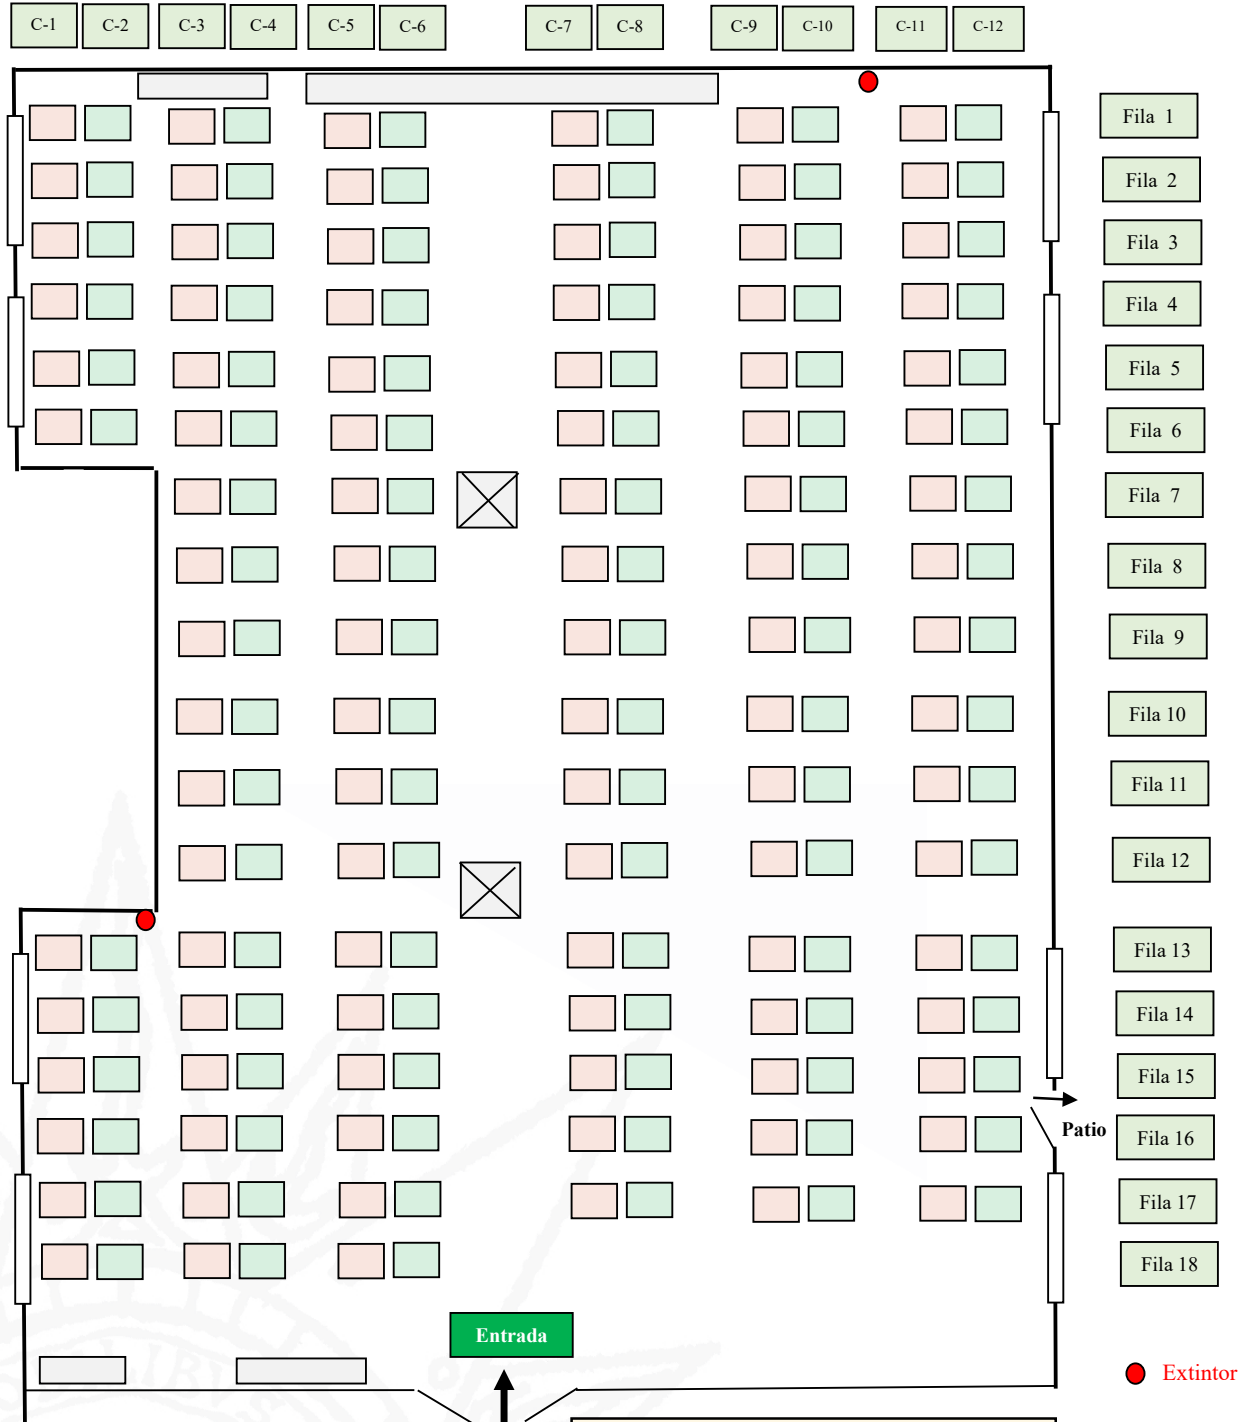 C-1 C-2 C-3 C-4 C-5 C-6 C-7 C-8 C-9 C-10 C-11 C-12
Fila 1
Fila 2
Fila 3
Fila 4
Fila 5
Fila 6
Fila 7
Fila 8
Fila 9
Fila 10
Fila 11
Fila 12
Fila 13
Fila 14
Fila 15
Patio
Fila 16
Fila 17
Fila 18
Entrada
Extintor